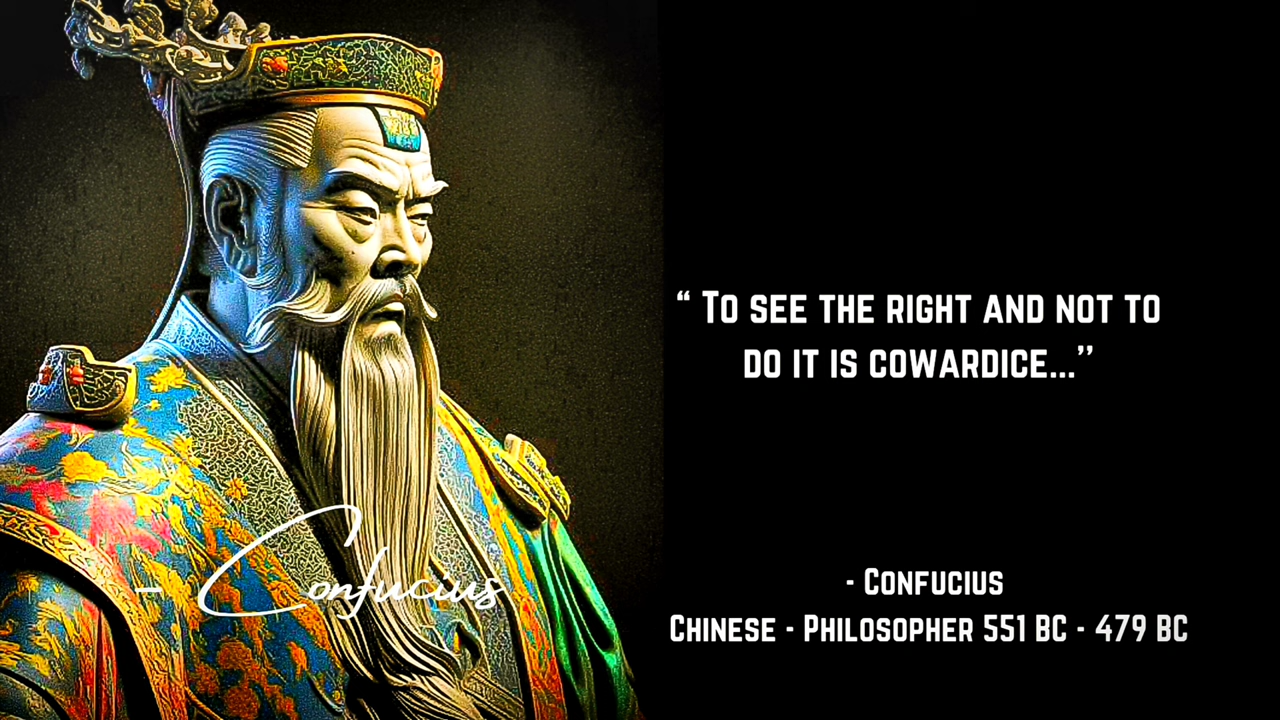 - Confucius
“ To see the right and not to
do it is cowardice...’’
- Confucius
Chinese - Philosopher 551 BC - 479 BC